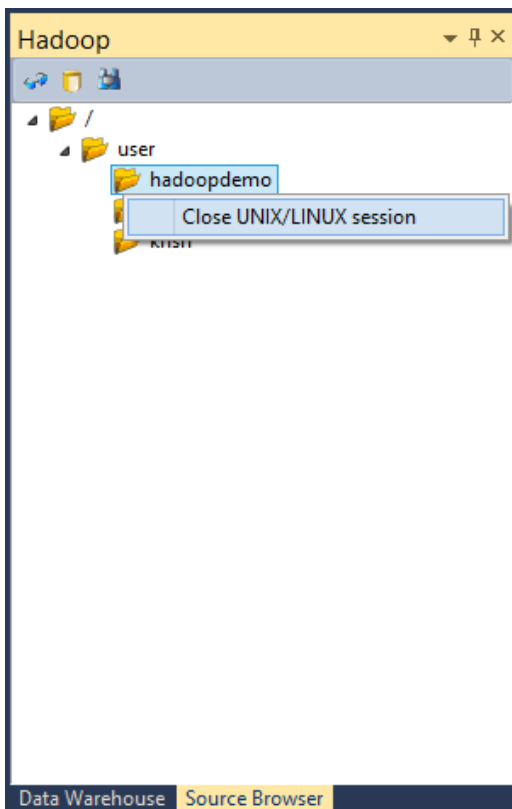 Hadoop
/
user
hadoopdemo
Close UNIX/LINUX session
Data Warehouse Source Browser